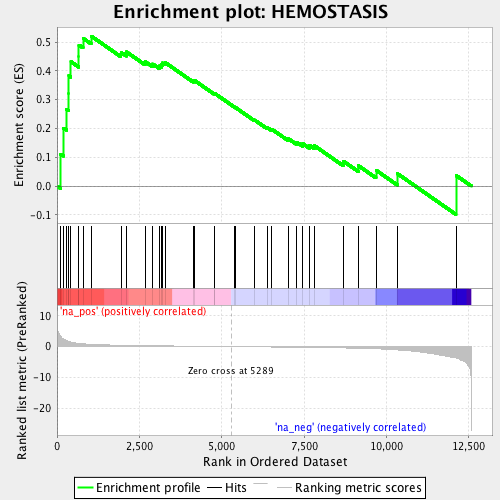 Enrichment plot: HEMOSTASIS
Enrichment score (ES)
0.5
0.4
0.3
0.2
0.1
0.0
-0.1
'na_pos' (positively correlated)
Ranked list metric (PreRanked)
10
0
-10
-20
Zero cross at 5289
'na_neg' (negatively correlated)
0
2,500
5,000
7,500
10,000
12,500
Rank in Ordered Dataset
Enrichment profile
Hits
Ranking metric scores